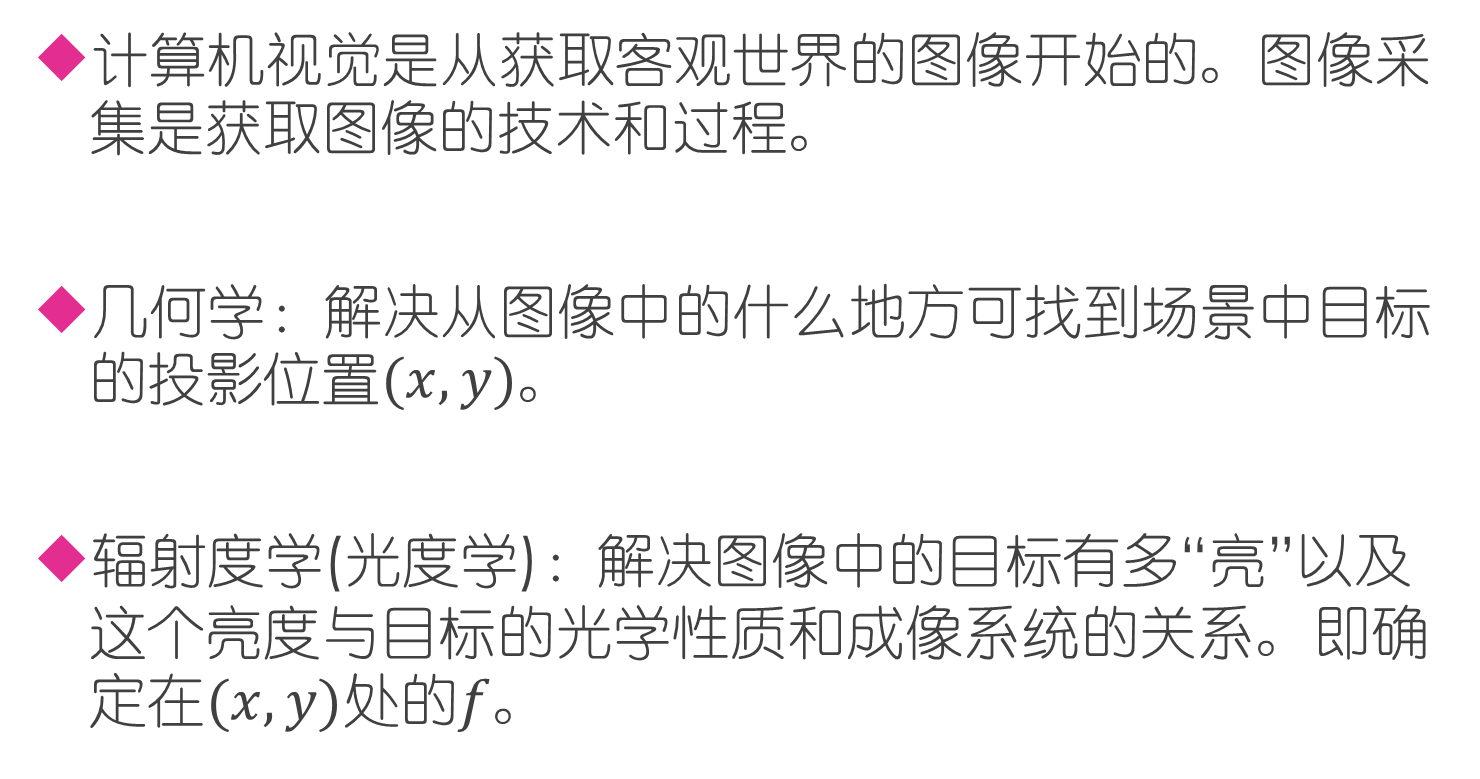 ◆计算机视觉是从获取客观世界的图像开始的。图像采
集是获取图像的技术和过程。
◆几何学：解决从图像中的什么地方可找到场景中目标
的投影位置(x, y)。
◆辐射度学(光度学)：解决图像中的目标有多“亮”以及
这个亮度与目标的光学性质和成像系统的关系。即确
定在(x, y)处的f。